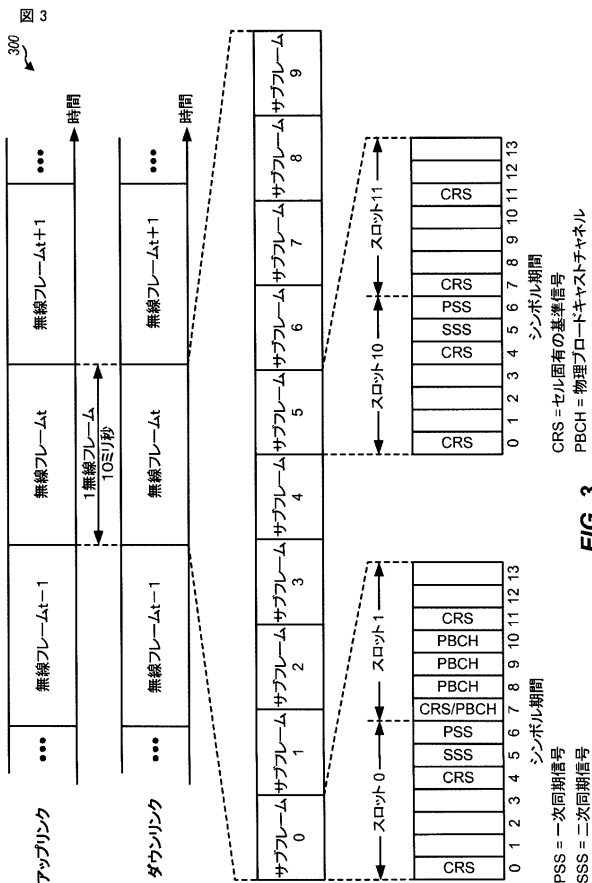 図 3
300
アップリンク
••• 無線フレームt−1 無線フレームt 無線フレームt+1 •••
時間
1無線フレーム
10ミリ秒
ダウンリンク
••• 無線フレームt−1 無線フレームt 無線フレームt+1 •••
時間
サブフレーム 0
サブフレーム 1
サブフレーム 2
サブフレーム 3
サブフレーム 4
サブフレーム 5
サブフレーム 6
サブフレーム 7
サブフレーム 8
サブフレーム 9
スロット 0 スロット 1
CRS CRS SSS PSS CRS/PBCH PBCH PBCH PBCH CRS
0 1 2 3 4 5 6 7 8 9 10 11 12 13
シンボル期間
スロット 10 スロット 11
CRS CRS SSS PSS CRS CRS
0 1 2 3 4 5 6 7 8 9 10 11 12 13
シンボル期間
PSS = 一次同期信号
SSS = 二次同期信号
CRS = セル固有の基準信号
PBCH = 物理ブロードキャストチャネル
FIG. 3